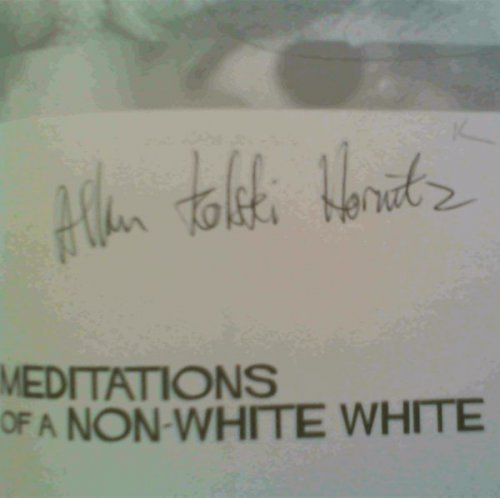 Allan Kolski Horwitz
MEDITATIONS
OF A NON-WHITE WHITE